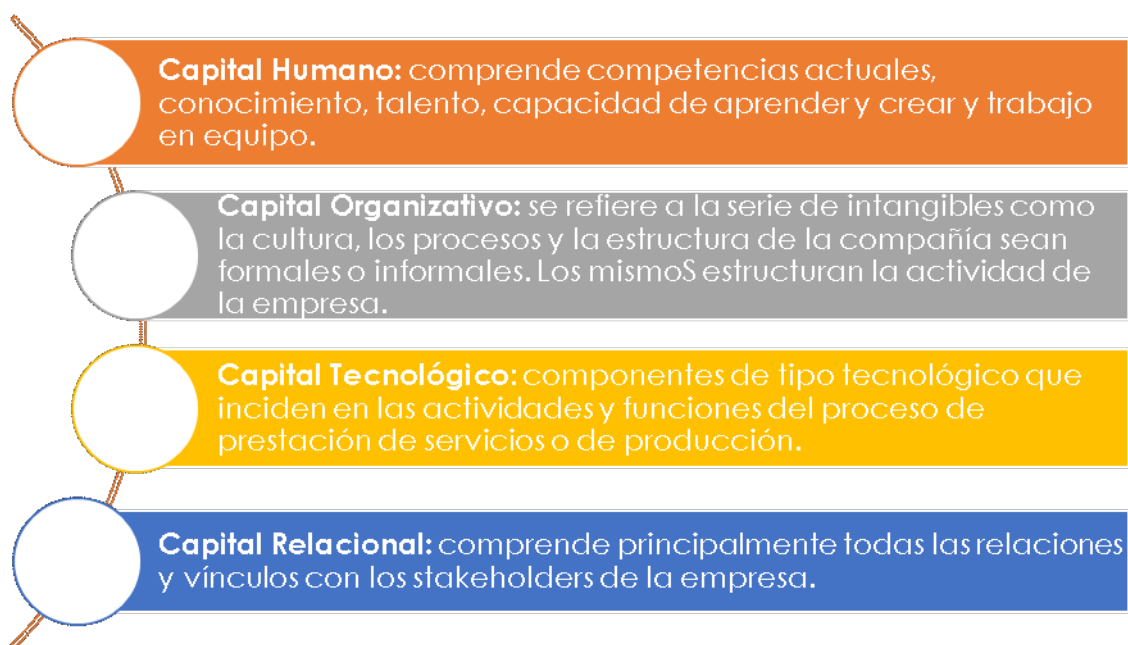 Capital Humano: comprende competencias actuales,
conocimiento, talento, capacidad de aprender y crear y trabajo
en equipo.
Capital Organizativo: se refiere a la serie de intangibles como
la cultura, los procesos y la estructura de la compañía sean
formales o informales. Los mismoS estructuran la actividad de
la empresa.
Capital Tecnológico: componentes de tipo tecnológico que
inciden en las actividades y funciones del proceso de
prestación de servicios o de producción.
Capital Relacional: comprende principalmente todas las relaciones
y vínculos con los stakeholders de la empresa.